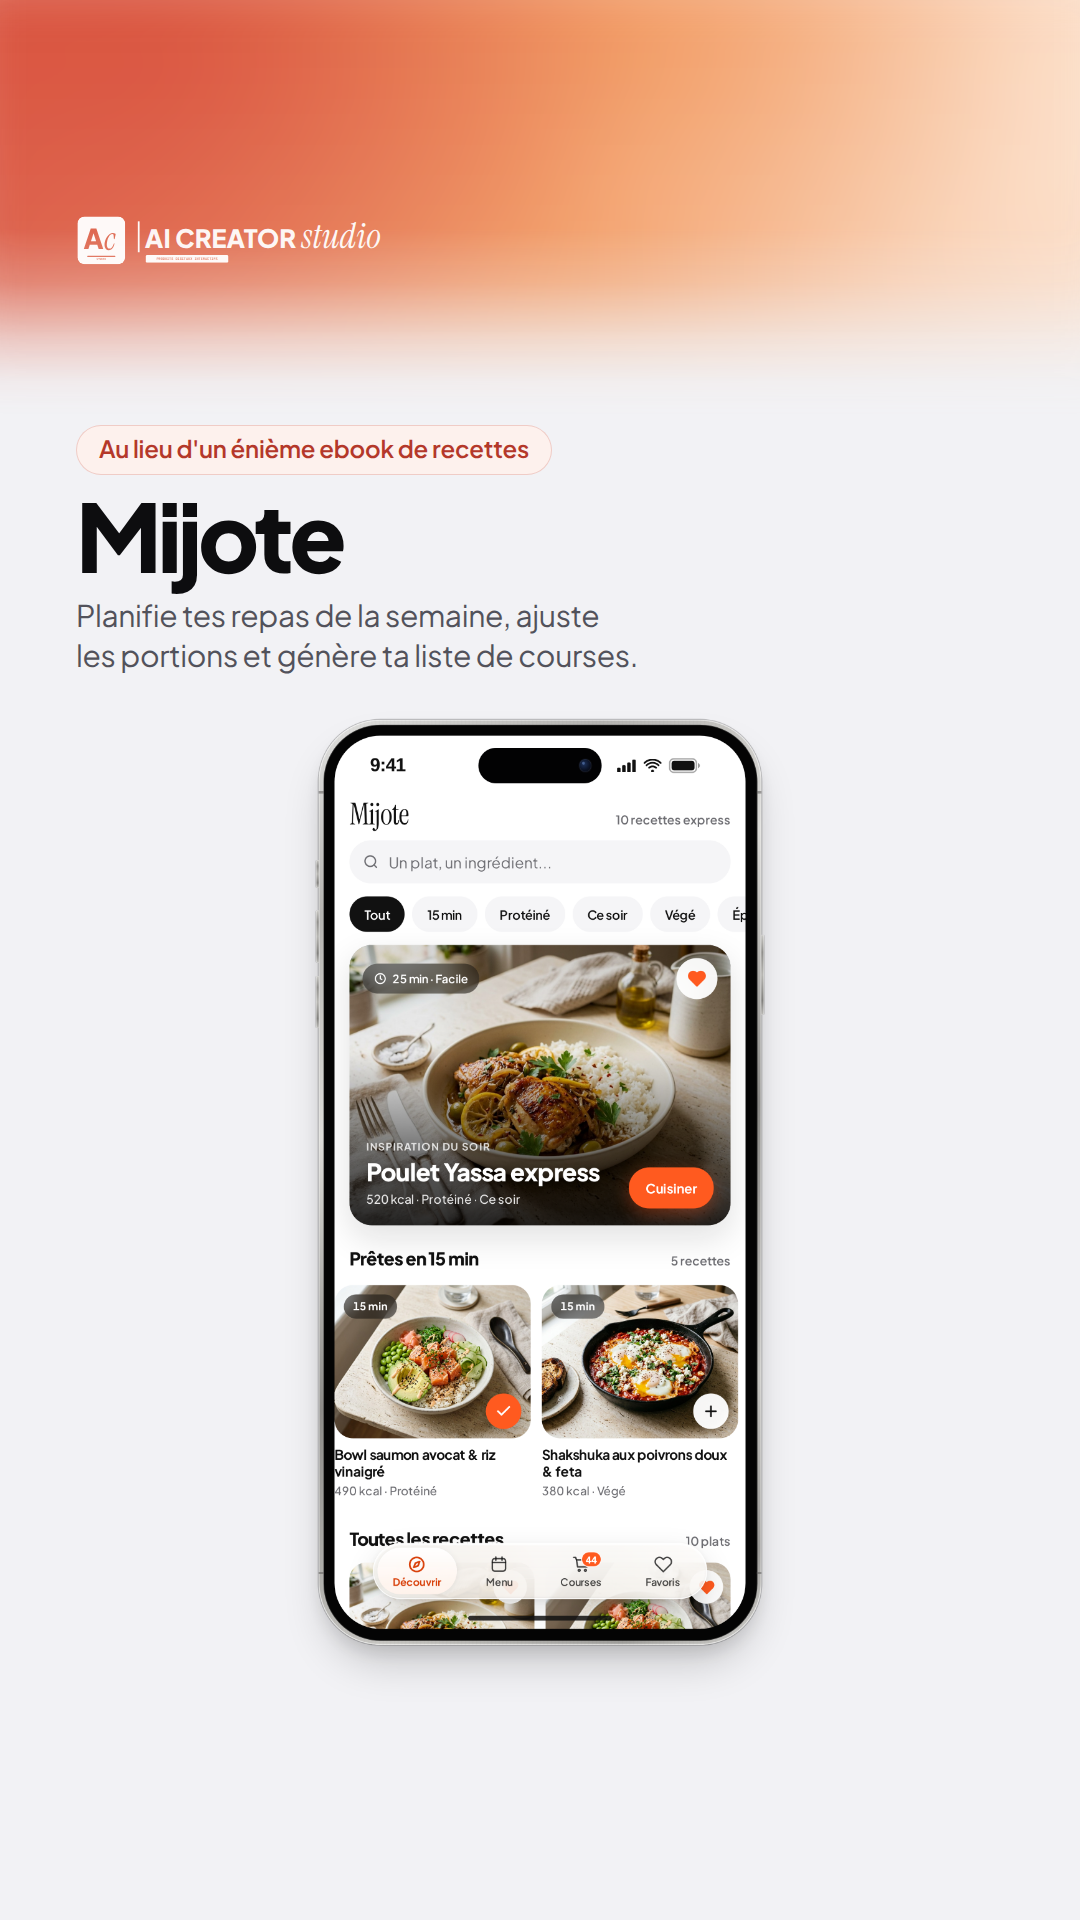 Ac
AI CREATOR studio
Au lieu d'un énième ebook de recettes
Mijote
Planifie tes repas de la semaine, ajuste
les portions et génère ta liste de courses.
9:41
Mijote
10 recettes express
Un plat, un ingrédient...
Tout
15 min
Protéiné
Ce soir
Végé
Ép
25 min · Facile
INSPIRATION DU SOIR
Poulet Yassa express
520 kcal · Protéiné · Ce soir
Cuisiner
Prêtes en 15 min
5 recettes
15 min
15 min
Bowl saumon avocat & riz
vinaigré
490 kcal · Protéiné
Shakshuka aux poivrons doux
& feta
380 kcal · Végé
Toutes les recettes
10 plats
44
Découvrir
Menu
Courses
Favoris